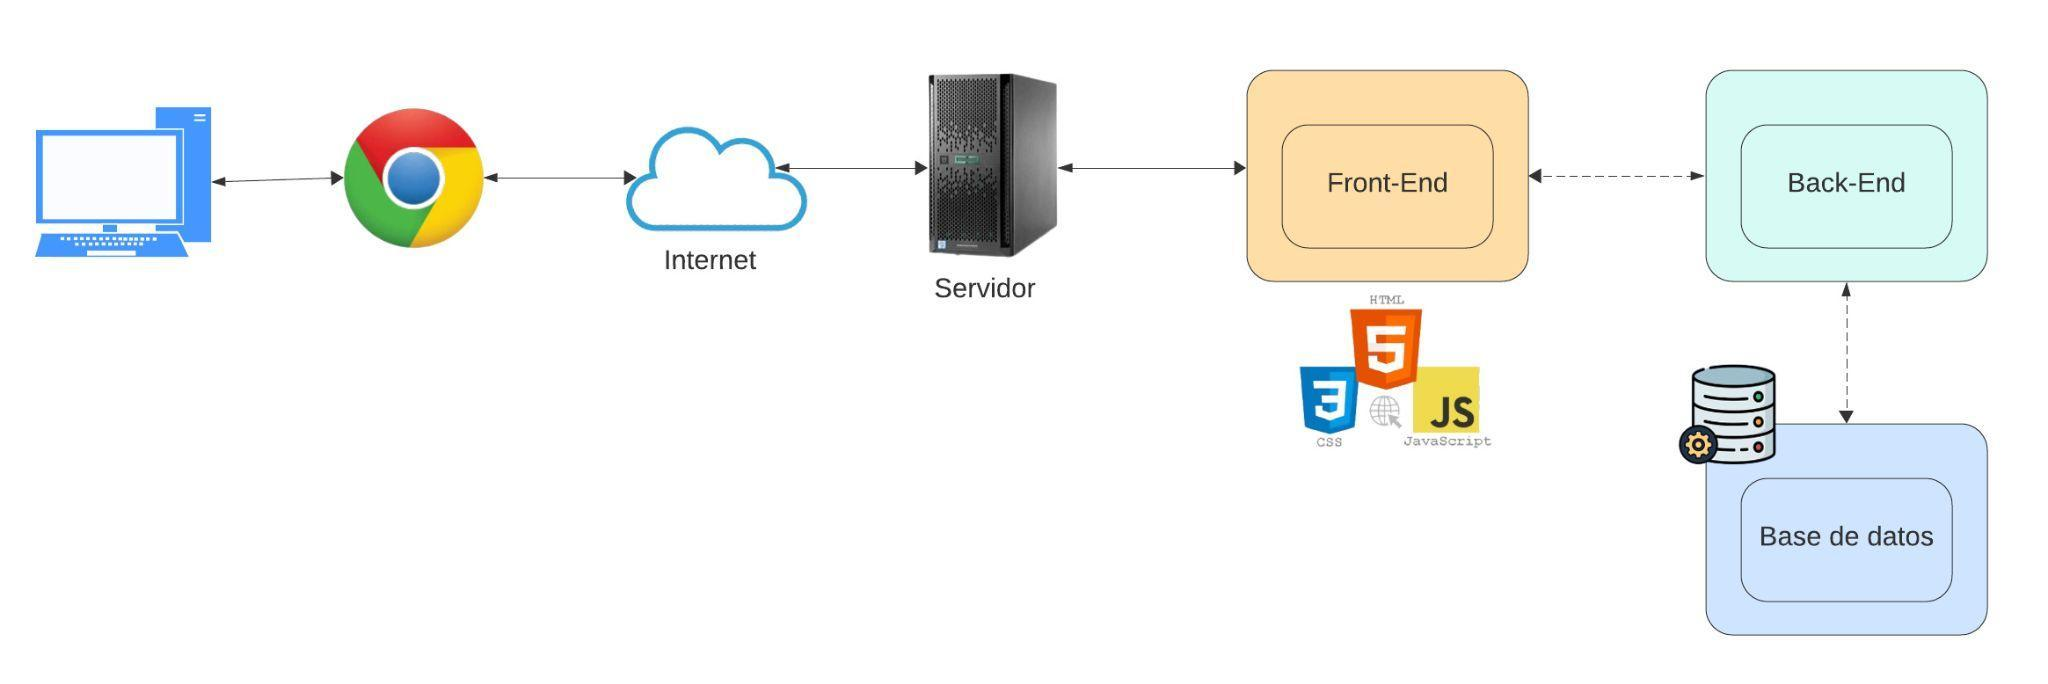 Internet
Servidor
Front-End
Back-End
HTML
5
3
JS
CSS
JavaScript
Base de datos